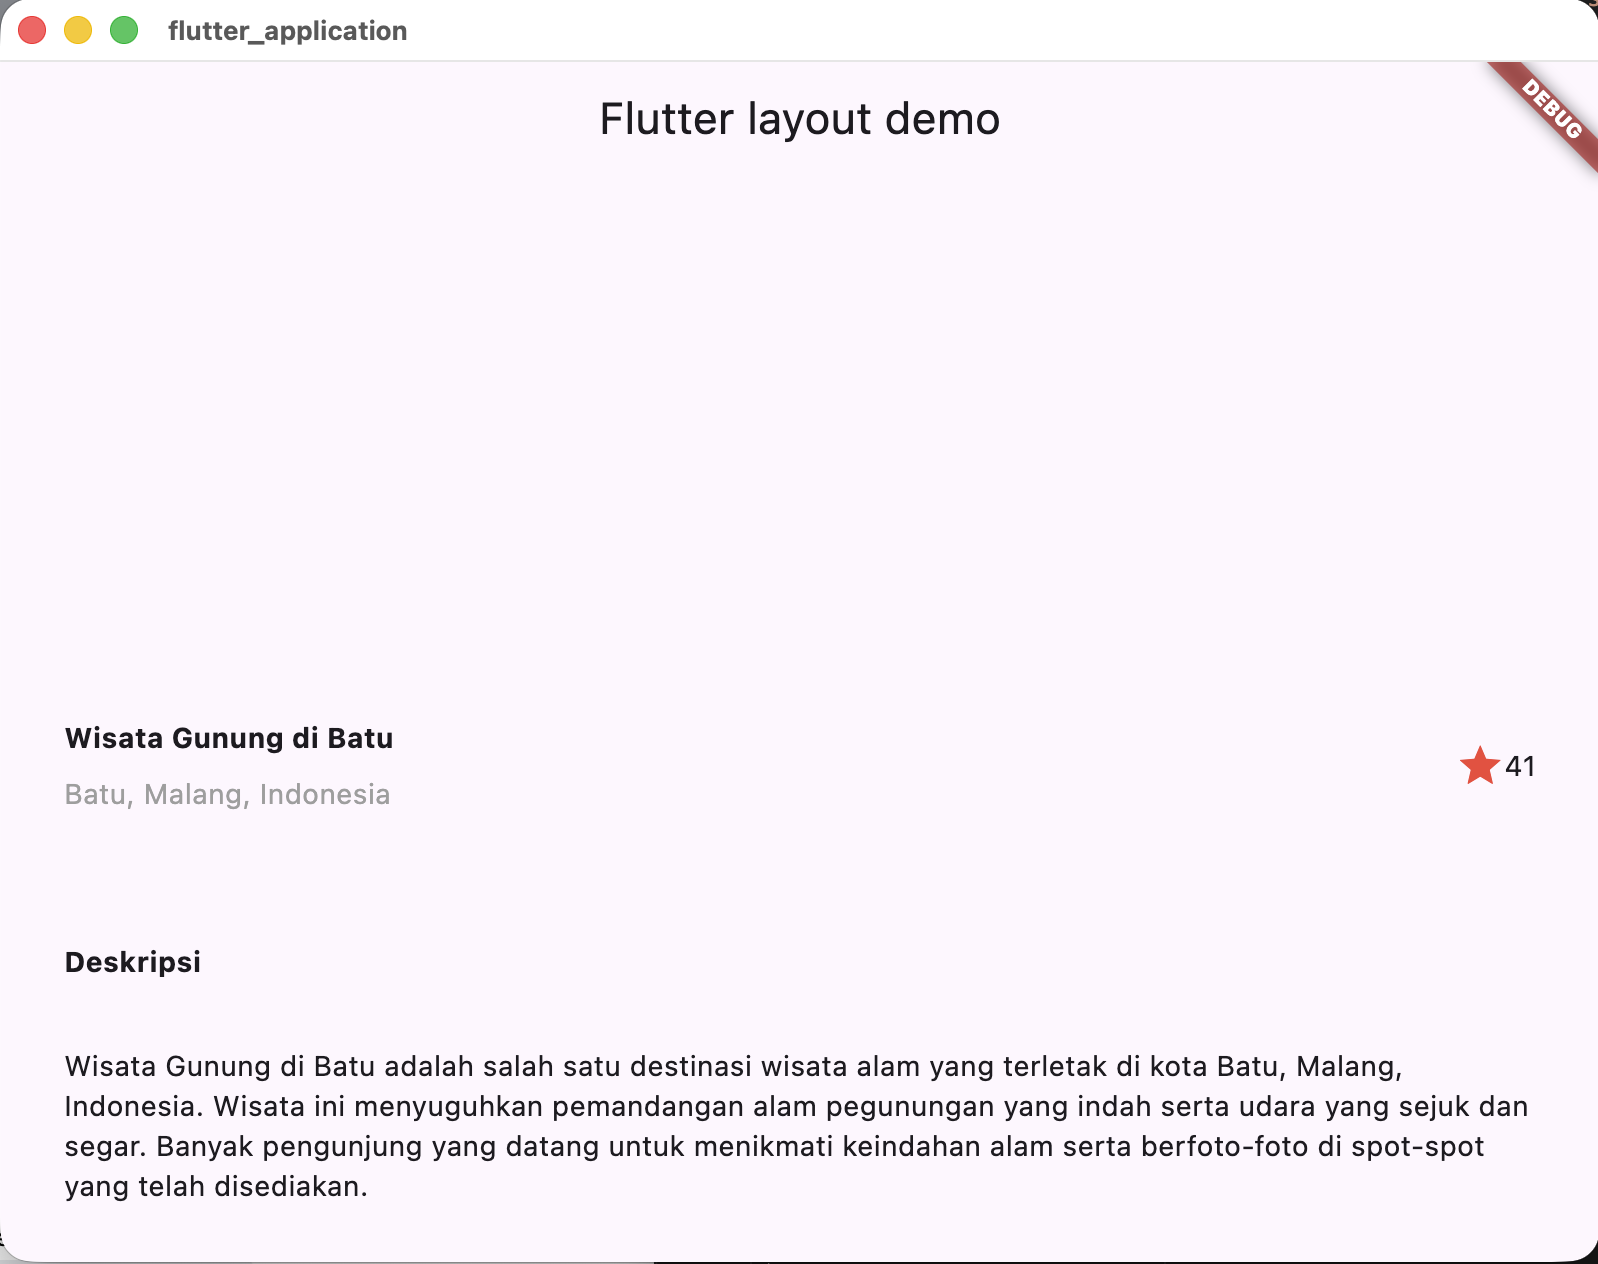 flutter_application
DEBUG
Flutter layout demo
Wisata Gunung di Batu
41
Batu, Malang, Indonesia
Deskripsi
Wisata Gunung di Batu adalah salah satu destinasi wisata alam yang terletak di kota Batu, Malang,
Indonesia. Wisata ini menyuguhkan pemandangan alam pegunungan yang indah serta udara yang sejuk dan
segar. Banyak pengunjung yang datang untuk menikmati keindahan alam serta berfoto-foto di spot-spot
yang telah disediakan.